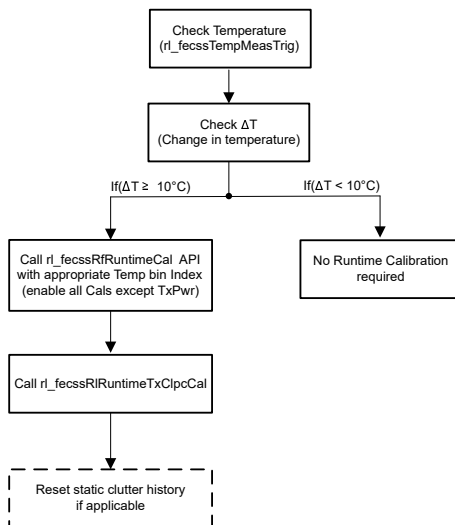 Check Temperature
(rl_fecssTempMeasTrig)
Check ΔT
(Change in temperature)
If(ΔT ≥  10°C)
If(ΔT < 10°C)
Call rl_fecssRfRuntimeCal  API
with appropriate Temp bin Index
(enable all Cals except TxPwr)
No Runtime Calibration
required
Call rl_fecssRlRuntimeTxClpcCal
Reset static clutter history
if applicable